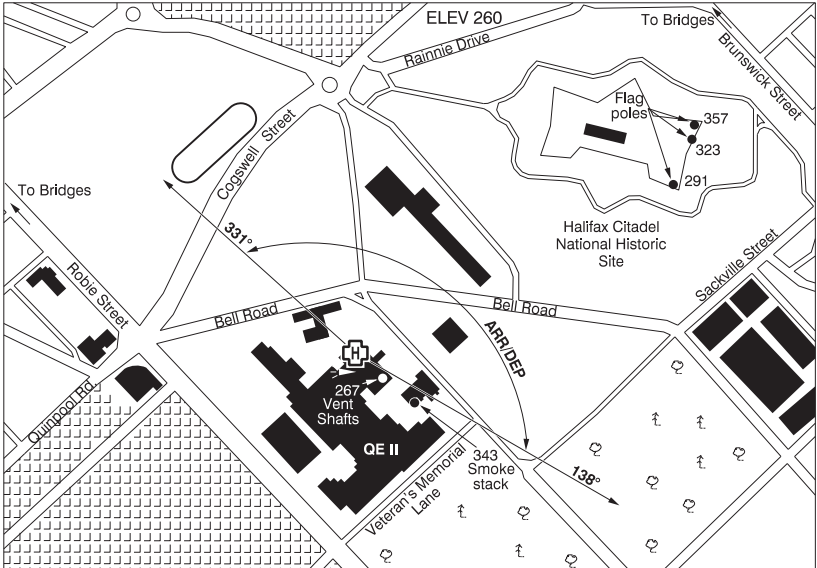 ELEV 260
Rainnie Drive
To Bridges
Brunswick Street
Flag
poles
357
323
291
Halifax Citadel
National Historic
Site
Cogswell Street
To Bridges
331°
Robie Street
Sackville Street
Bell Road
Bell Road
ARR/DEP
H
267
Vent
Shafts
Quinpool Rd.
QE II
343
Smoke
stack
138°
Veteran's Memorial
Lane